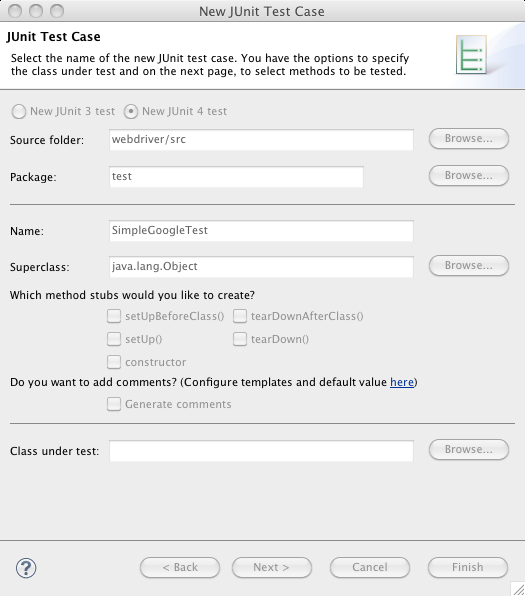 New JUnit Test Case
JUnit Test Case
Select the name of the new JUnit test case. You have the options to specify
the class under test and on the next page, to select methods to be tested.
New JUnit 3 test New JUnit 4 test
Source folder: webdriver/src Browse...
Package: test Browse...
Name: SimpleGoogleTest
Superclass: java.lang.Object Browse...
Which method stubs would you like to create?
setUpBeforeClass() tearDownAfterClass()
setUp() tearDown()
constructor
Do you want to add comments? (Configure templates and default value here)
Generate comments
Class under test: Browse...
? < Back Next > Cancel Finish